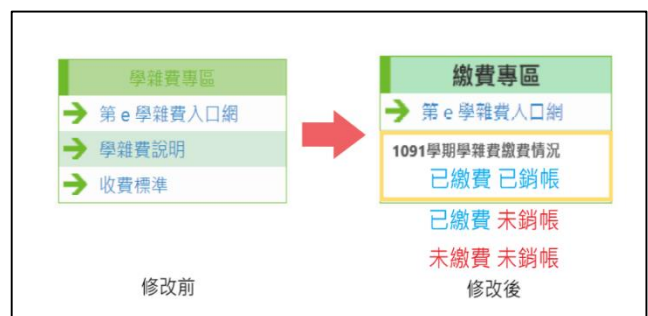 學雜費專區
第e學雜費入口網
學雜費說明
收費標準
修改前
繳費專區
第e學雜費入口網
1091學期學雜費繳費情況
已繳費 已銷帳
已繳費 未銷帳
未繳費 未銷帳
修改後